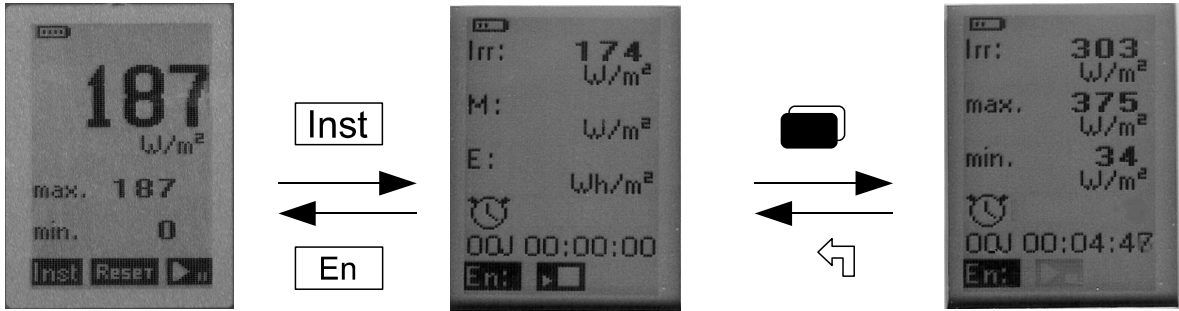 187
W/m²
max. 187
min. 0
Inst Reset
Inst
En
Irr: 174
W/m²
M:
W/m²
E:
Wh/m²
00J 00:00:00
En:
Irr: 303
W/m²
max. 375
W/m²
min. 34
W/m²
00J 00:04:47
En: